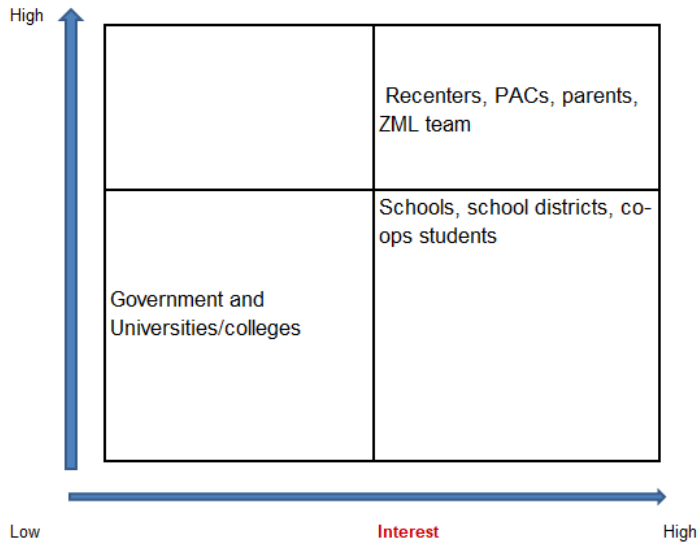 High
Recenters, PACs, parents,
ZML team
Schools, school districts, co-
ops students
Government and
Universities/colleges
Low
Interest
High